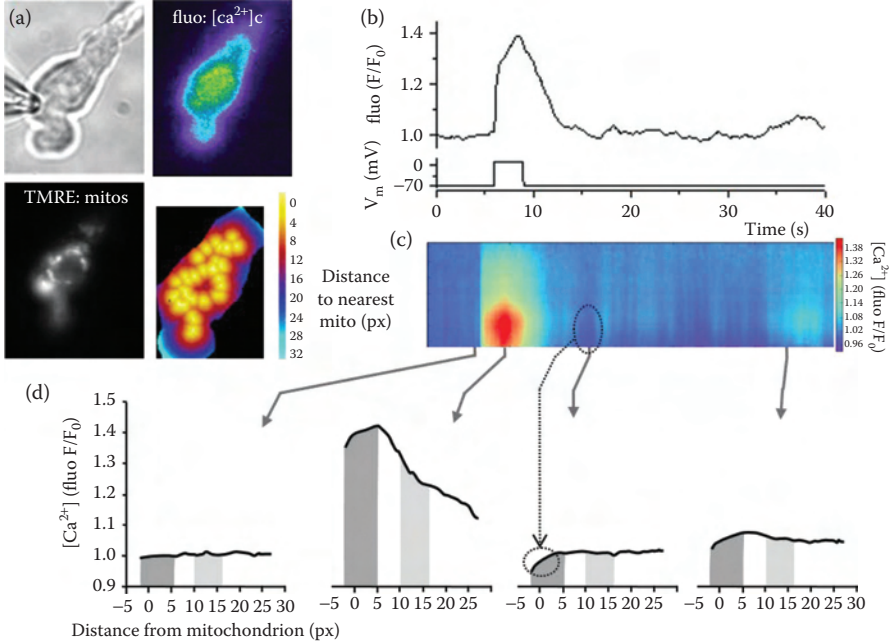 (a)
fluo: [ca²⁺]c
TMRE: mitos
0
4
8
12
16
20
24
28
32
Distance
to nearest
mito (px)
(b)
fluo (F/F₀)
1.4
1.2
1.0
Vₘ (mV)
0
−70
0
10
20
30
40
Time (s)
(c)
1.38
1.32
1.26
1.20
1.14
1.08
1.02
0.96
[Ca²⁺]
(fluo F/F₀)
(d)
[Ca²⁺] (fluo F/F₀)
1.5
1.4
1.3
1.2
1.1
1.0
0.9
−5 0 5 10 15 20 25 30
−5 0 5 10 15 20 25
−5 0 5 10 15 20 25
−5 0 5 10 15 20 25 30
Distance from mitochondrion (px)